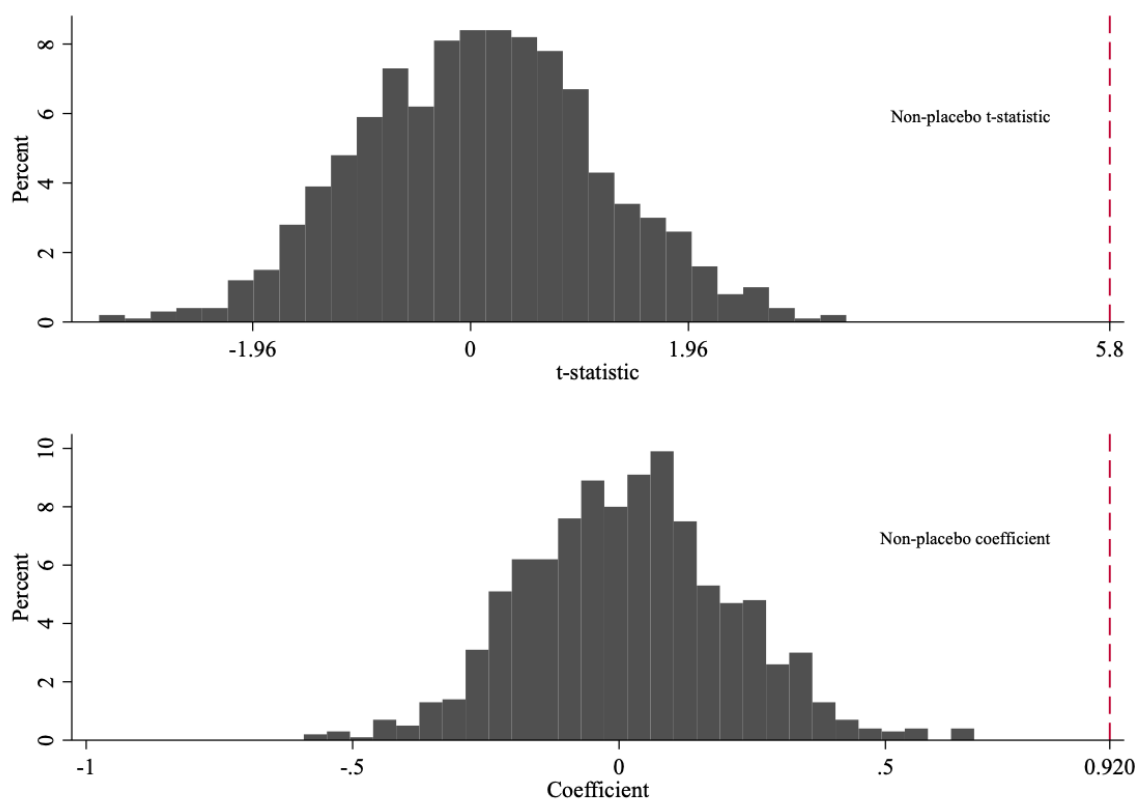 8
6
4
2
0
Percent
Non-placebo t-statistic
-1.96 0 1.96 5.8
t-statistic
10
8
6
4
2
0
Percent
Non-placebo coefficient
-1 -.5 0 .5 0.920
Coefficient